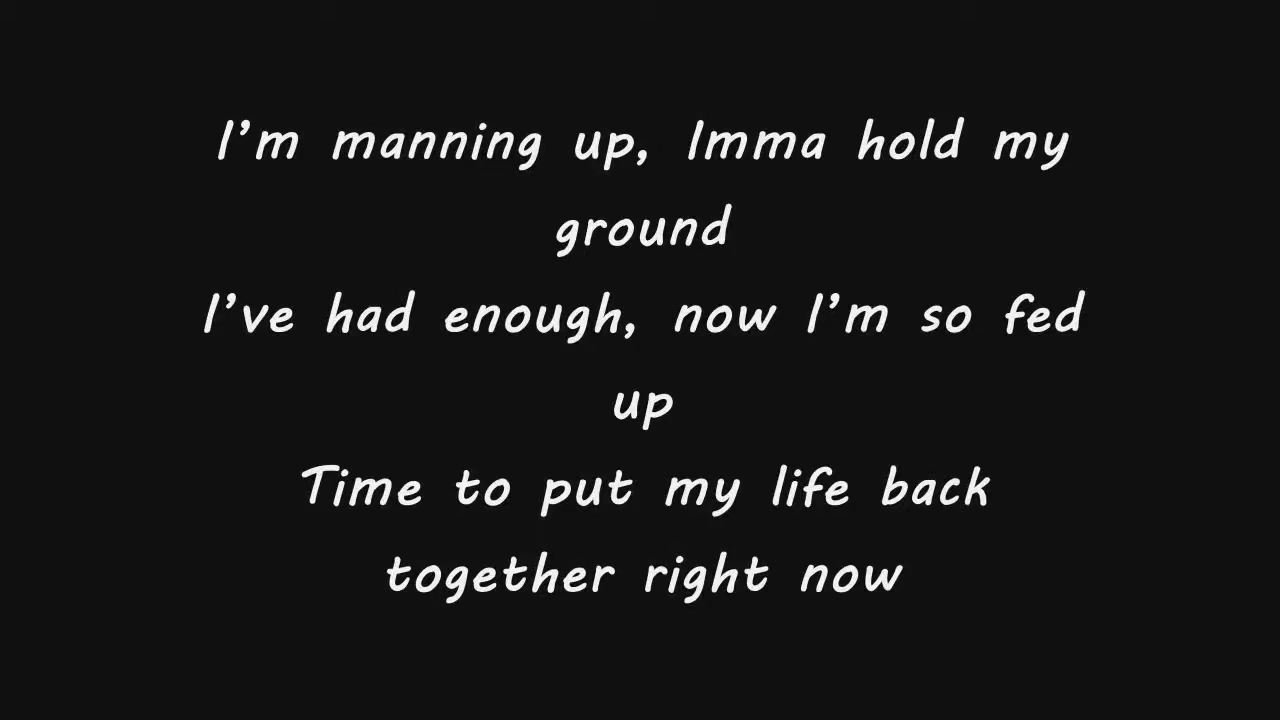 I'm manning up, Imma hold my
ground
I've had enough, now I'm so fed
up
Time to put my life back
together right now